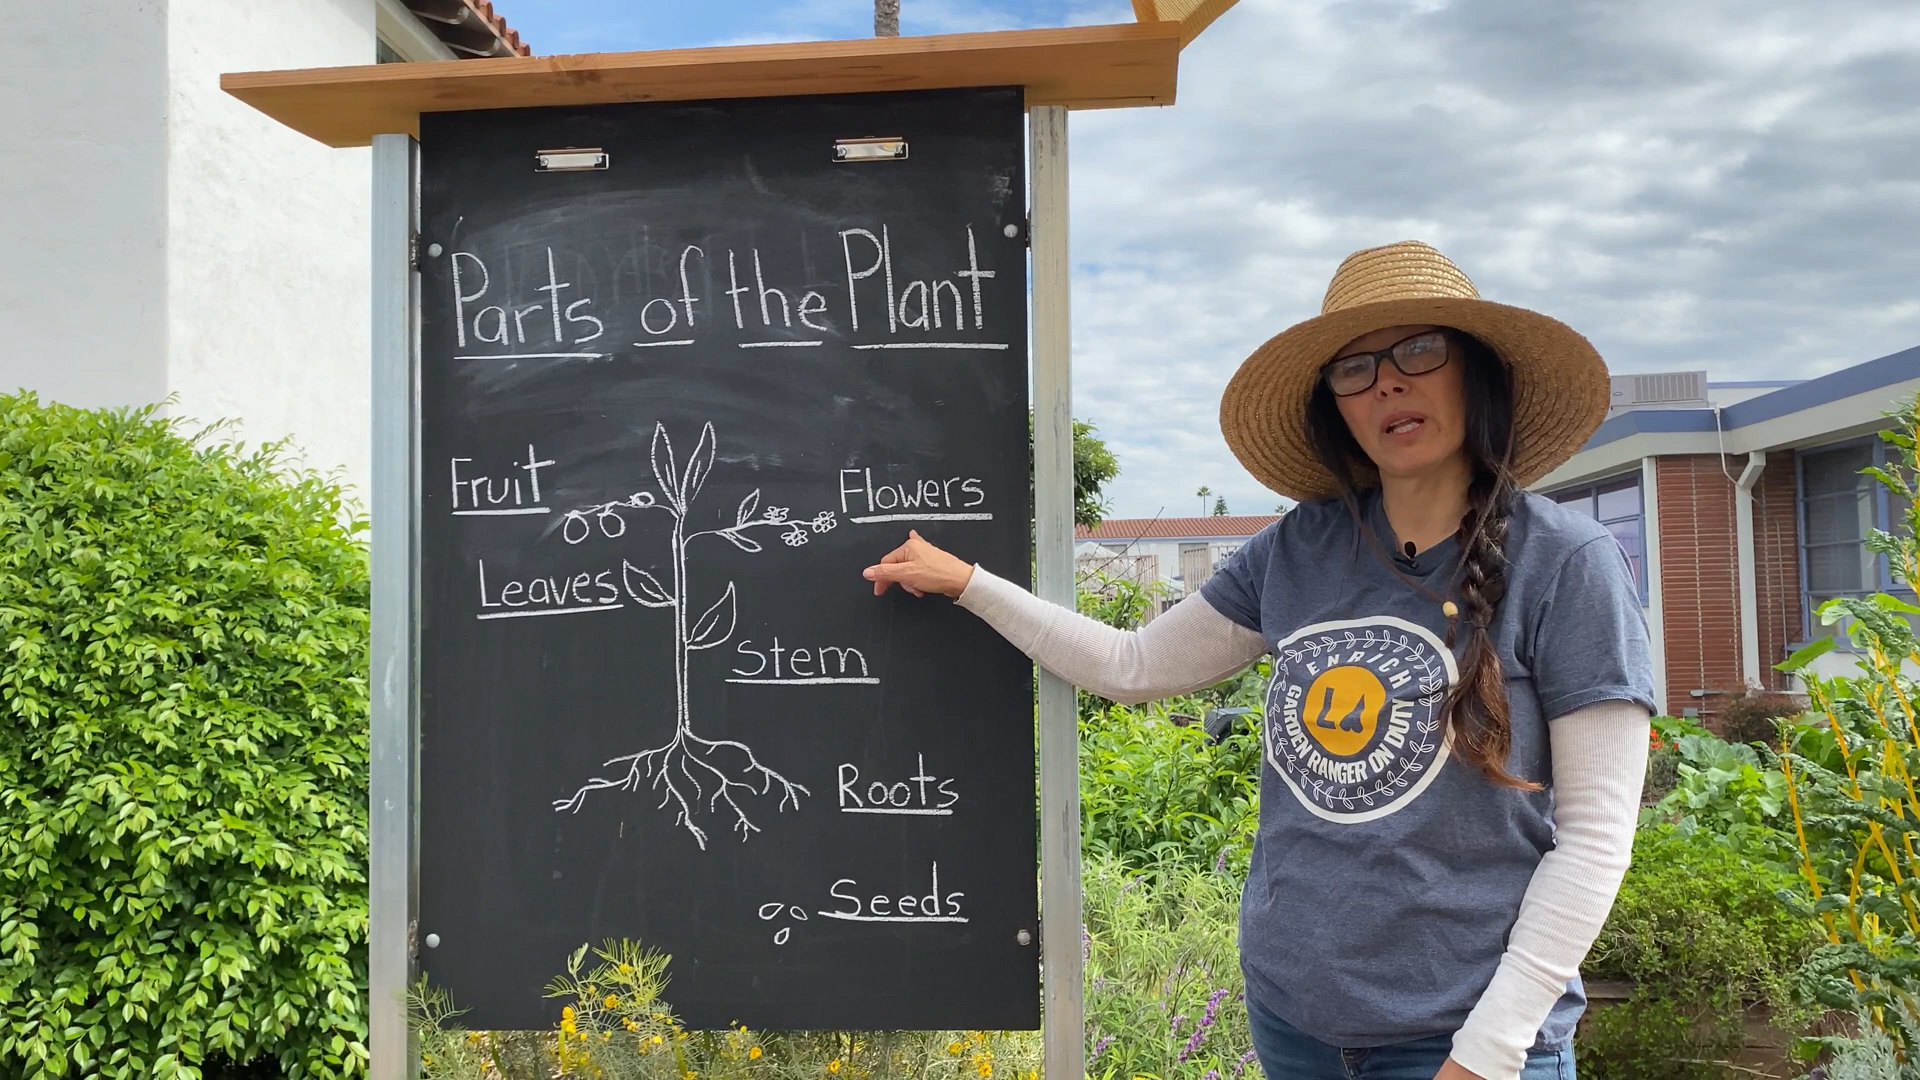 Parts of the Plant
Fruit
Flowers
Leaves
Stem
Roots
Seeds
ENRICH
LA
GARDEN RANGER ON DUTY